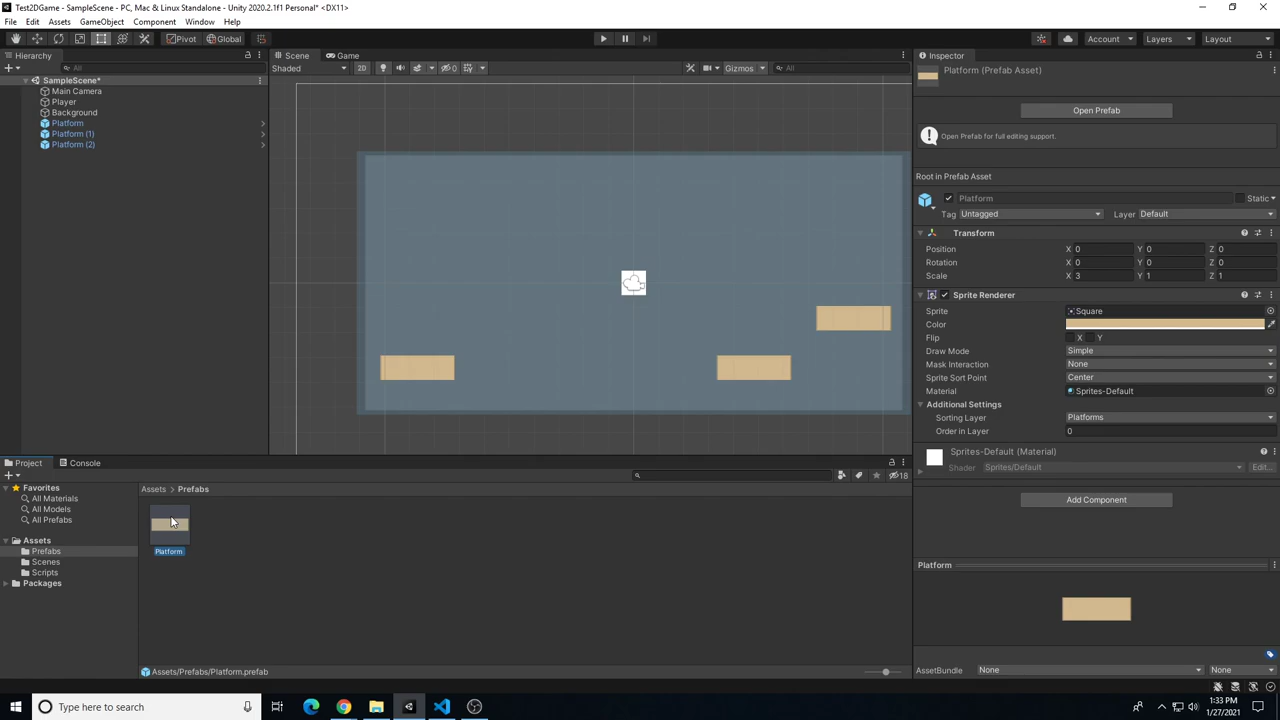 Test2DGame - SampleScene - PC, Mac & Linux Standalone - Unity 2020.2.1f1 Personal* <DX11>
File Edit Assets GameObject Component Window Help
Pivot Global Account Layers Layout
Hierarchy Scene Game Inspector
All Shaded 2D 0 Gizmos All
SampleScene*
Main Camera
Player
Background
Platform
Platform (1)
Platform (2)
Platform (Prefab Asset)
Open Prefab
Open Prefab for full editing support.
Root in Prefab Asset
Platform Static
Tag Untagged Layer Default
Transform
Position X 0 Y 0 Z 0
Rotation X 0 Y 0 Z 0
Scale X 3 Y 1 Z 1
Sprite Renderer
Sprite Square
Color
Flip X Y
Draw Mode Simple
Mask Interaction None
Sprite Sort Point Center
Material Sprites-Default
Additional Settings
Sorting Layer Platforms
Order in Layer 0
Sprites-Default (Material)
Shader Sprites/Default Edit...
Add Component
Platform
AssetBundle None None
Project Console
18
Favorites
All Materials
All Models
All Prefabs
Assets
Prefabs
Scenes
Scripts
Packages
Assets > Prefabs
Platform
Assets/Prefabs/Platform.prefab
Type here to search
1:33 PM
1/27/2021